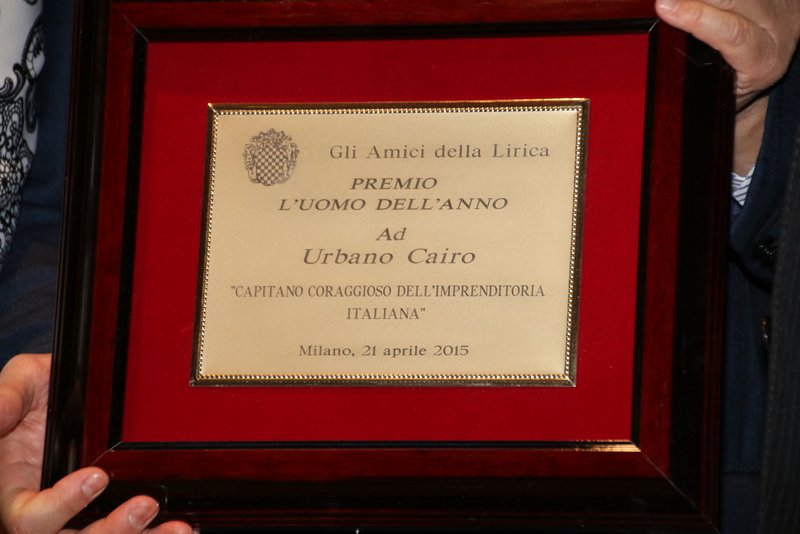 Gli Amici della Lirica
PREMIO
L'UOMO DELL'ANNO
Ad
Urbano Cairo
"CAPITANO CORAGGIOSO DELL'IMPRENDITORIA
ITALIANA"
Milano, 21 aprile 2015